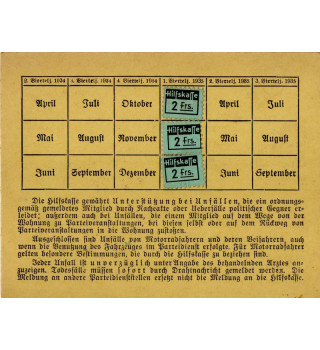 2. Viertelj. 1934 3. Viertelj. 1934 4. Viertelj. 1934 1. Viertelj. 1935 2. Viertelj. 1935 3. Viertelj. 1935
April Juli Oktober Hilfskasse 2 Frs. April Juli
Mai August November Hilfskasse 2 Frs. Mai August
Juni September Dezember Hilfskasse 2 Frs. Juni September
Die Hilfskasse gewährt Unterstützung bei Unfällen, die ein ordnungs-
gemäß gemeldetes Mitglied durch Racheakte oder Ueberfälle politischer Gegner er-
leidet; außerdem auch bei Unfällen, die einem Mitglied auf dem Wege von der
Wohnung zu Parteiveranstaltungen, bei diesen selbst oder auf dem Rückweg von
Parteiveranstaltungen in die Wohnung zustoßen.
Ausgeschlossen sind Unfälle von Motorradfahrern und deren Beifahrern, auch
wenn die Benutzung des Fahrzeuges im Parteidienst erfolgte. Für Motorradfahrer
gelten besondere Bestimmungen, die durch die Hilfskasse zu beziehen sind.
Jeder Unfall ist unverzüglich unter Angabe des behandelnden Arztes an-
zuzeigen. Todesfälle müssen sofort durch Drahtnachricht gemeldet werden. Die
Meldung an andere Parteidienststellen ersetzt nicht die Meldung an die Hilfskasse.